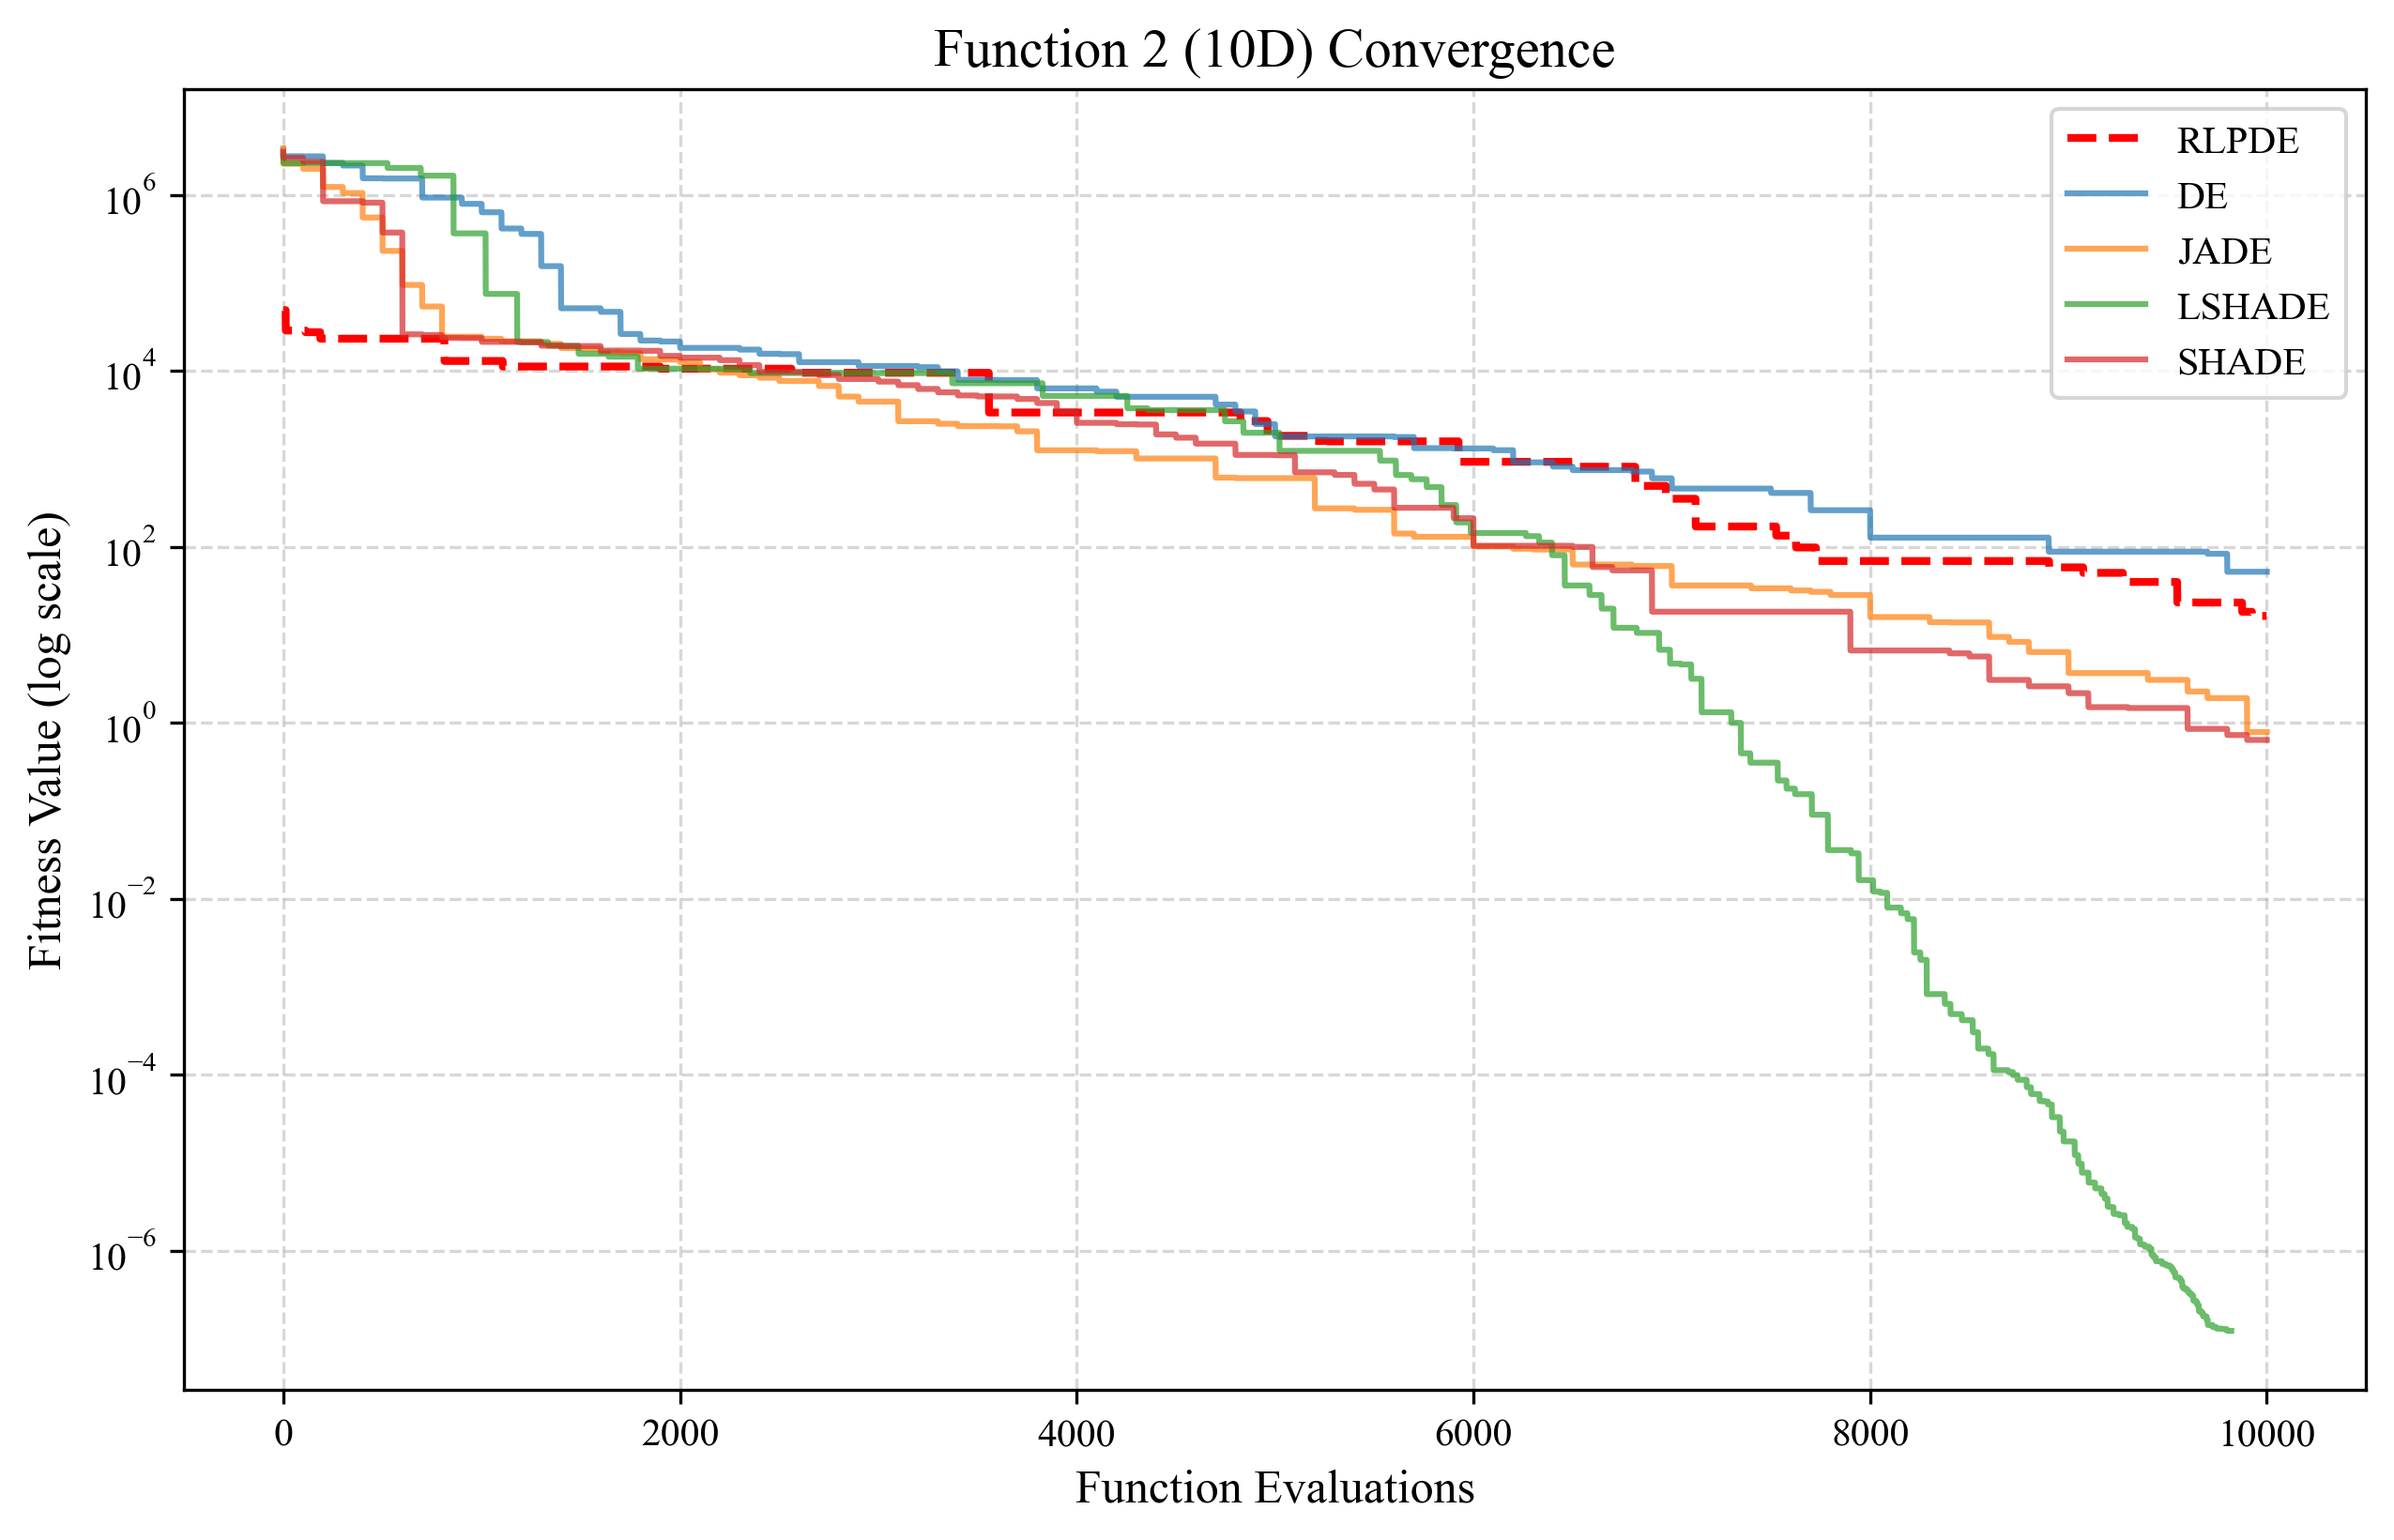 Function 2 (10D) Convergence
RLPDE
DE
JADE
LSHADE
SHADE
Fitness Value (log scale)
10^6
10^4
10^2
10^0
10^−2
10^−4
10^−6
0 2000 4000 6000 8000 10000
Function Evaluations